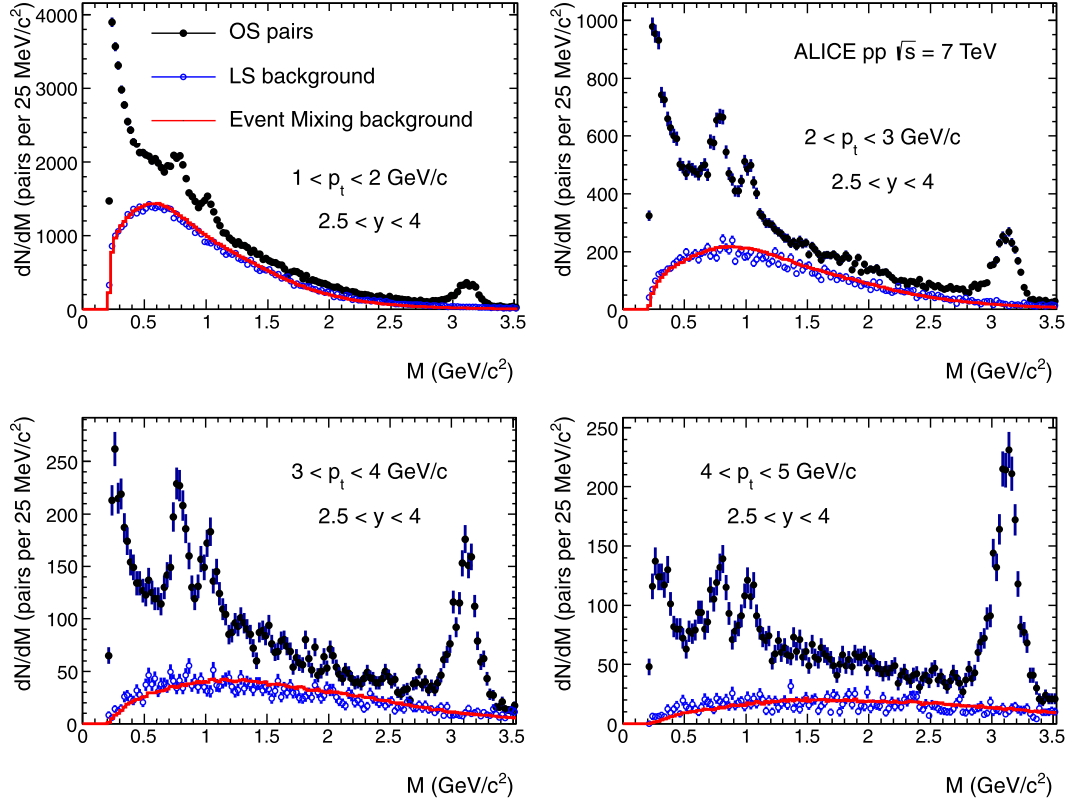 dN/dM (pairs per 25 MeV/c²)
4000
3000
2000
1000
0
OS pairs
LS background
Event Mixing background
1 < pₜ < 2 GeV/c
2.5 < y < 4
0 0.5 1 1.5 2 2.5 3 3.5
M (GeV/c²)
dN/dM (pairs per 25 MeV/c²)
1000
800
600
400
200
0
ALICE pp √s = 7 TeV
2 < pₜ < 3 GeV/c
2.5 < y < 4
0 0.5 1 1.5 2 2.5 3 3.5
M (GeV/c²)
dN/dM (pairs per 25 MeV/c²)
250
200
150
100
50
0
3 < pₜ < 4 GeV/c
2.5 < y < 4
0 0.5 1 1.5 2 2.5 3 3.5
M (GeV/c²)
dN/dM (pairs per 25 MeV/c²)
250
200
150
100
50
0
4 < pₜ < 5 GeV/c
2.5 < y < 4
0 0.5 1 1.5 2 2.5 3 3.5
M (GeV/c²)